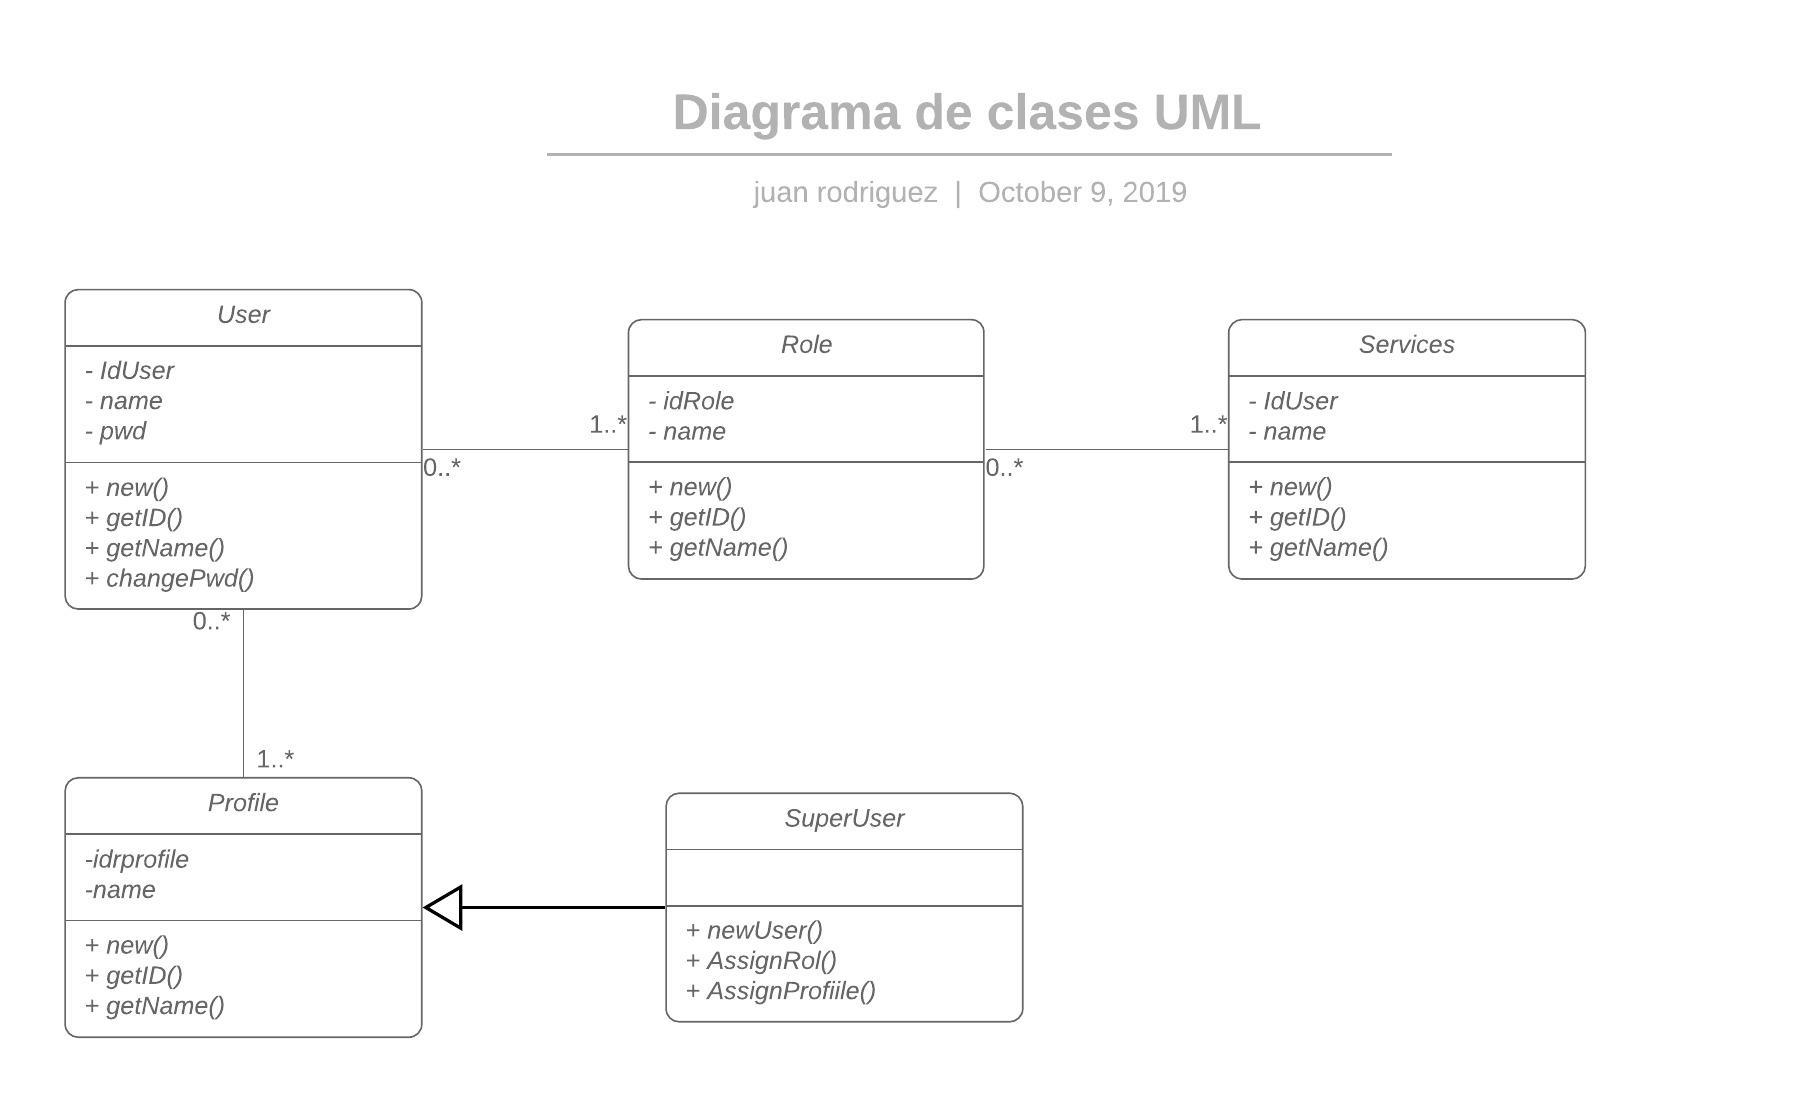 Diagrama de clases UML
juan rodriguez | October 9, 2019
User
- IdUser
- name
- pwd
+ new()
+ getID()
+ getName()
+ changePwd()
0..*
1..*
Role
- idRole
- name
+ new()
+ getID()
+ getName()
0..*
1..*
Services
- IdUser
- name
+ new()
+ getID()
+ getName()
0..*
1..*
Profile
-idrprofile
-name
+ new()
+ getID()
+ getName()
SuperUser
+ newUser()
+ AssignRol()
+ AssignProfiile()